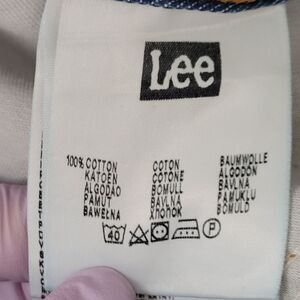 Lee
100% COTTON COTON BAUMWOLLE
KATOEN COTONE ALGODON
ALGODAO BOMULL BAVLNA
PAMUT BAVLNA PAMUKLU
BAWEŁNA ХЛОПОК BOMULD
40 P